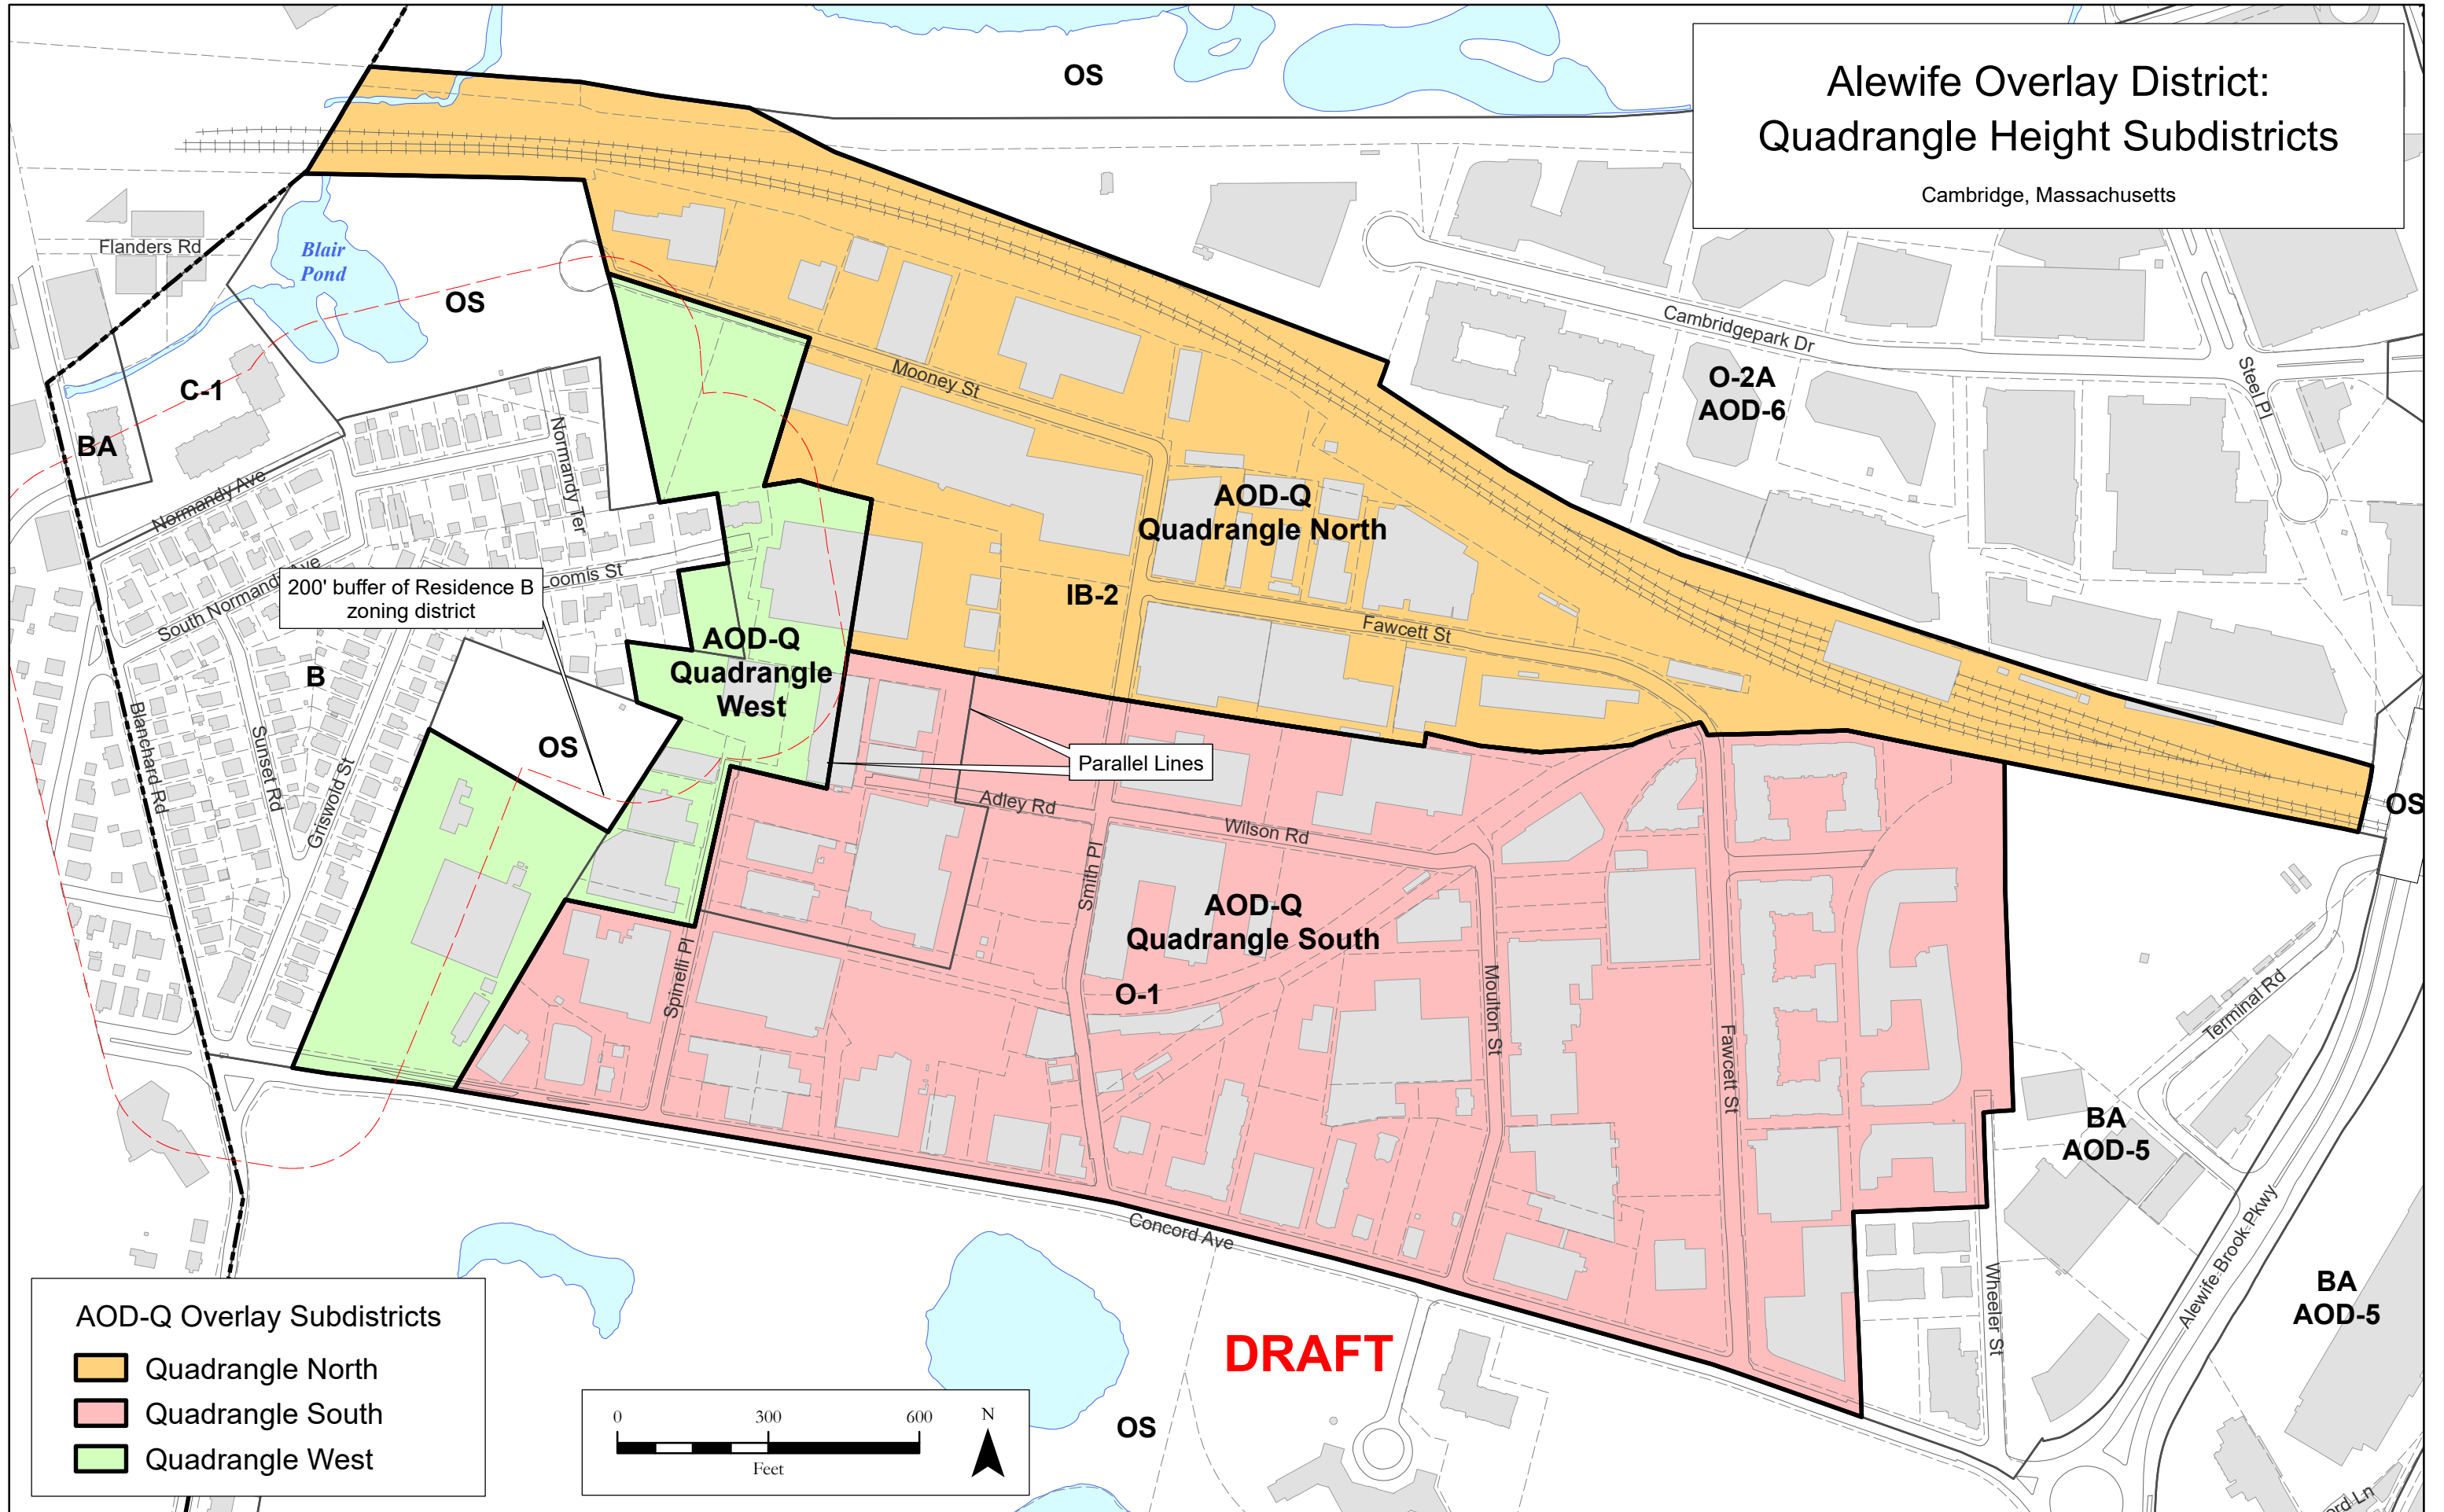 Alewife Overlay District:
Quadrangle Height Subdistricts
Cambridge, Massachusetts
OS
Flanders Rd
Blair
Pond
OS
Cambridgepark Dr
Steel Pl
O-2A
AOD-6
C-1
BA
Mooney St
Normandy Ave
Normandy Ter
AOD-Q
Quadrangle North
IB-2
200' buffer of Residence B
zoning district
Loomis St
South Normandy Ave
Fawcett St
AOD-Q
Quadrangle
West
B
OS
Blanchard Rd
Sunset Rd
Griswold St
Parallel Lines
Adley Rd
Wilson Rd
OS
Smith Pl
AOD-Q
Quadrangle South
O-1
Spinelli Pl
Moulton St
Fawcett St
Terminal Rd
BA
AOD-5
Concord Ave
Wheeler St
Alewife Brook Pkwy
BA
AOD-5
DRAFT
OS
AOD-Q Overlay Subdistricts
Quadrangle North
Quadrangle South
Quadrangle West
0 300 600
Feet
N
ord Ln